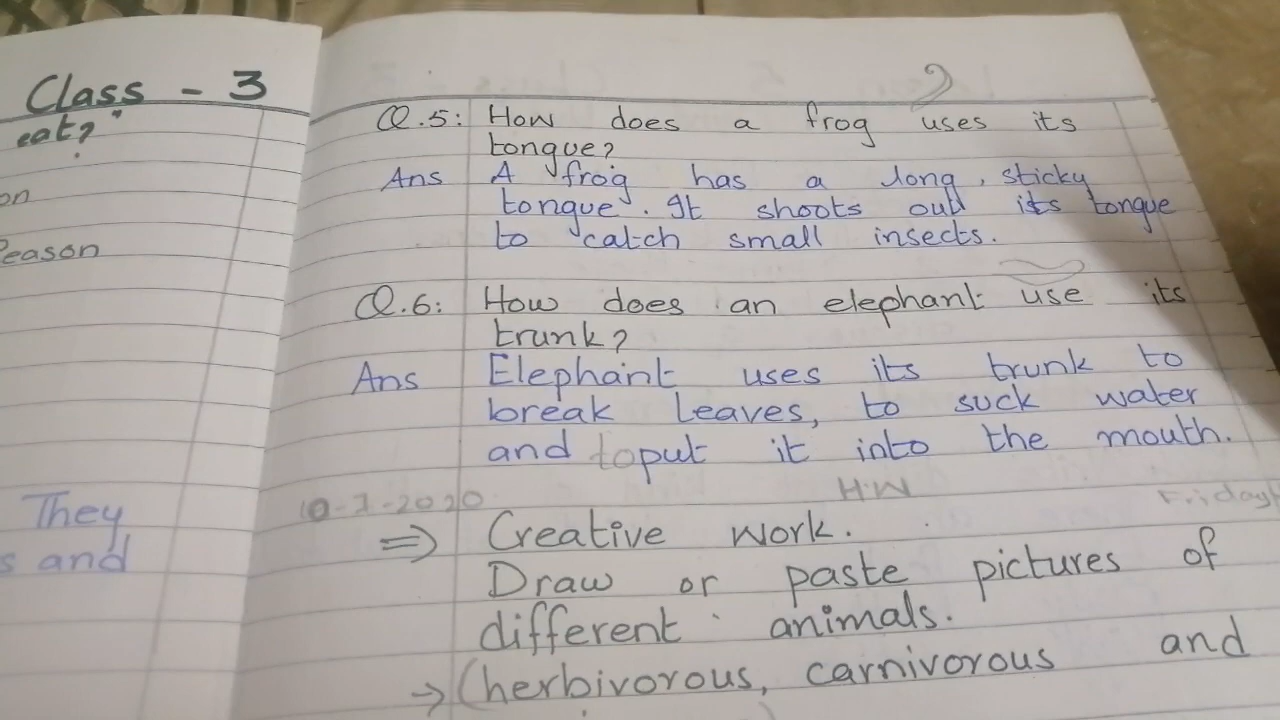 Class - 3
eat?"
on
Reason
They
s and
Q.5: How does a frog uses its
tongue?
Ans A frog has a long, sticky
tongue. It shoots out its tongue
to catch small insects.
Q.6: How does an elephant use its
trunk?
Ans Elephant uses its trunk to
break leaves, to suck water
and to put it into the mouth.
10-7-2020 H.W Friday
⇒ Creative work.
Draw or paste pictures of
different animals.
→ (herbivorous, carnivorous and